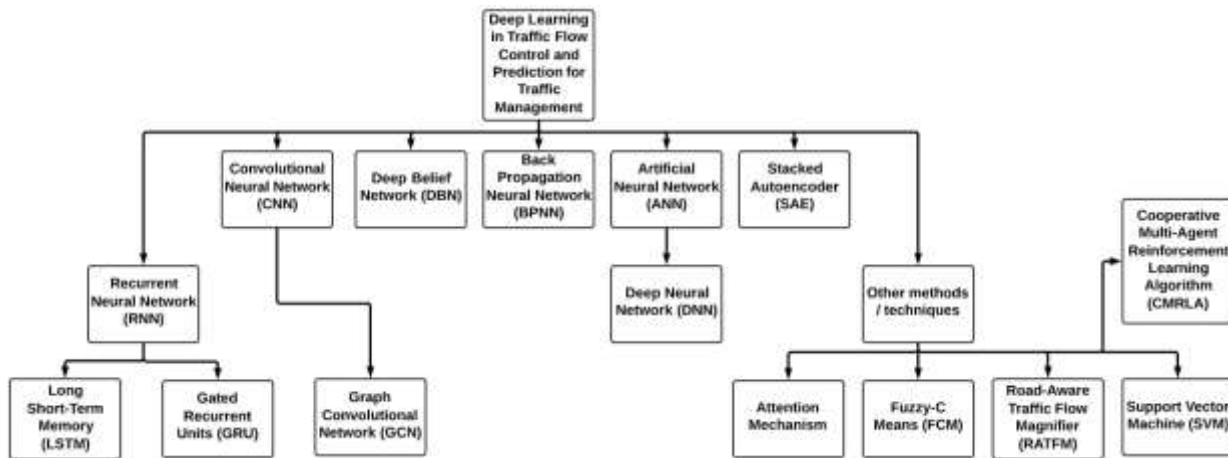 Deep Learning
in Traffic Flow
Control and
Prediction for
Traffic
Management
Convolutional
Neural Network
(CNN)
Deep Belief
Network (DBN)
Back
Propagation
Neural Network
(BPNN)
Artificial
Neural Network
(ANN)
Stacked
Autoencoder
(SAE)
Cooperative
Multi-Agent
Reinforcement
Learning
Algorithm
(CMRLA)
Recurrent
Neural Network
(RNN)
Deep Neural
Network (DNN)
Other methods
/ techniques
Long
Short-Term
Memory
(LSTM)
Gated
Recurrent
Units (GRU)
Graph
Convolutional
Network (GCN)
Attention
Mechanism
Fuzzy-C
Means (FCM)
Road-Aware
Traffic Flow
Magnifier
(RATFM)
Support Vector
Machine (SVM)